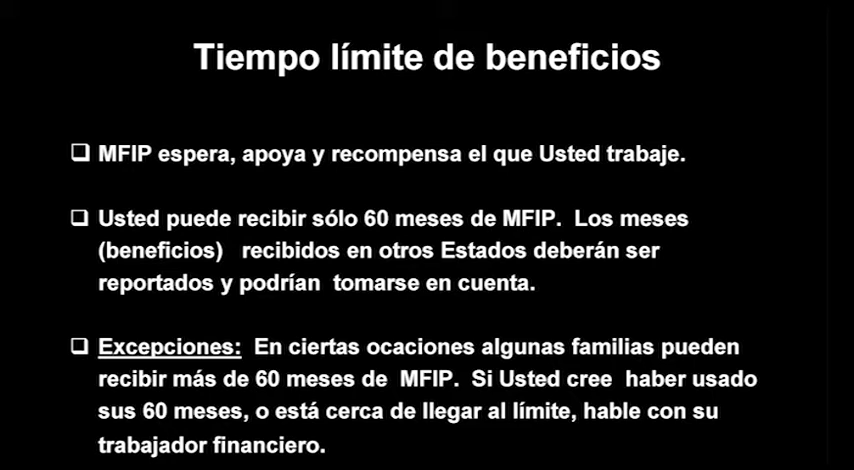 Tiempo límite de beneficios
❑ MFIP espera, apoya y recompensa el que Usted trabaje.
❑ Usted puede recibir sólo 60 meses de MFIP. Los meses
(beneficios) recibidos en otros Estados deberán ser
reportados y podrían tomarse en cuenta.
❑ Excepciones: En ciertas ocaciones algunas familias pueden
recibir más de 60 meses de MFIP. Si Usted cree haber usado
sus 60 meses, o está cerca de llegar al límite, hable con su
trabajador financiero.